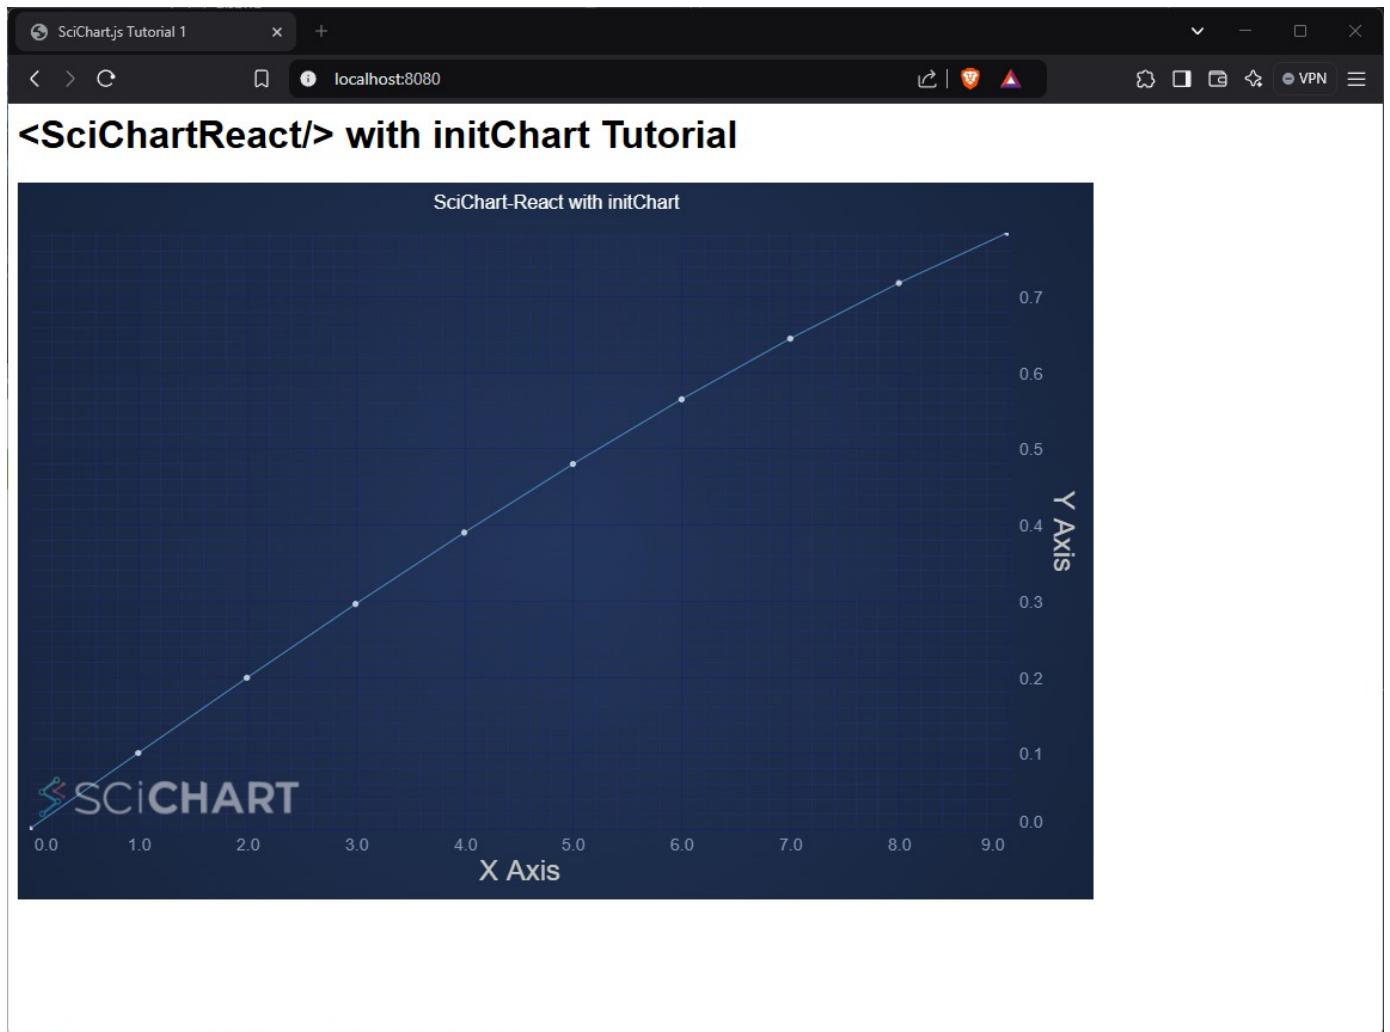 SciChart.js Tutorial 1
localhost:8080
VPN
<SciChartReact/> with initChart Tutorial
SciChart-React with initChart
0.7
0.6
0.5
0.4
0.3
0.2
0.1
0.0
Y Axis
SCiCHART
0.0 1.0 2.0 3.0 4.0 5.0 6.0 7.0 8.0 9.0
X Axis